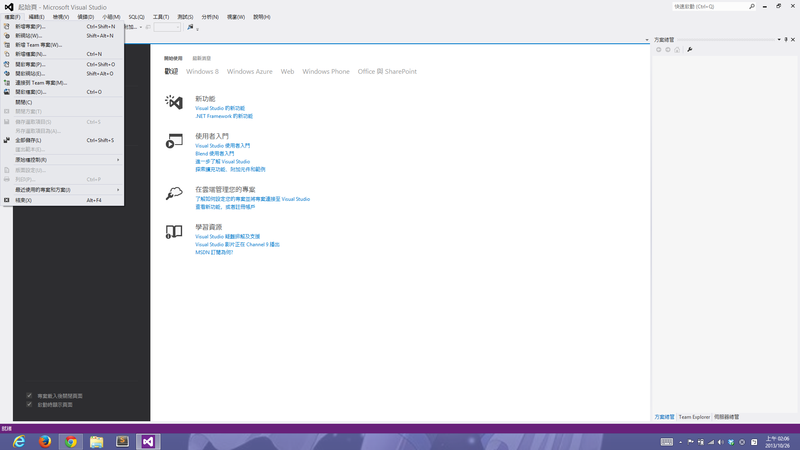 起始頁 - Microsoft Visual Studio
快速啟動 (Ctrl+Q)
檔案(F) 編輯(E) 檢視(V) 偵錯(D) 小組(M) SQL(Q) 工具(T) 測試(S) 分析(N) 視窗(W) 說明(H)
新增專案(P)... Ctrl+Shift+N
新網站(W)... Shift+Alt+N
新增 Team 專案(W)...
新增檔案(N)... Ctrl+N
開啟專案(P)... Ctrl+Shift+O
開啟網站(E)... Shift+Alt+O
連接到 Team 專案(M)...
開啟檔案(O)... Ctrl+O
關閉(C)
關閉方案(T)
儲存選取項目(S) Ctrl+S
另存選取項目為(A)...
全部儲存(L) Ctrl+Shift+S
匯出範本(E)...
原始檔控制(R)
版面設定(U)...
列印(P)... Ctrl+P
最近使用的專案和方案(J)
結束(X) Alt+F4
附加...
開始使用 最新消息
歡迎 Windows 8 Windows Azure Web Windows Phone Office 與 SharePoint
新功能
Visual Studio 的新功能
.NET Framework 的新功能
使用者入門
Visual Studio 使用者入門
Blend 使用者入門
進一步了解 Visual Studio
探索擴充功能、附加元件和範例
在雲端管理您的專案
了解如何設定您的專案並將專案連接至 Visual Studio
查看新功能，或者註冊帳戶
學習資源
Visual Studio 疑難排解及支援
Visual Studio 影片正在 Channel 9 播出
MSDN 訂閱為何?
專案載入後關閉頁面
啟動時顯示頁面
方案總管
方案總管 Team Explorer 伺服器總管
就緒
上午 02:06
2013/10/26